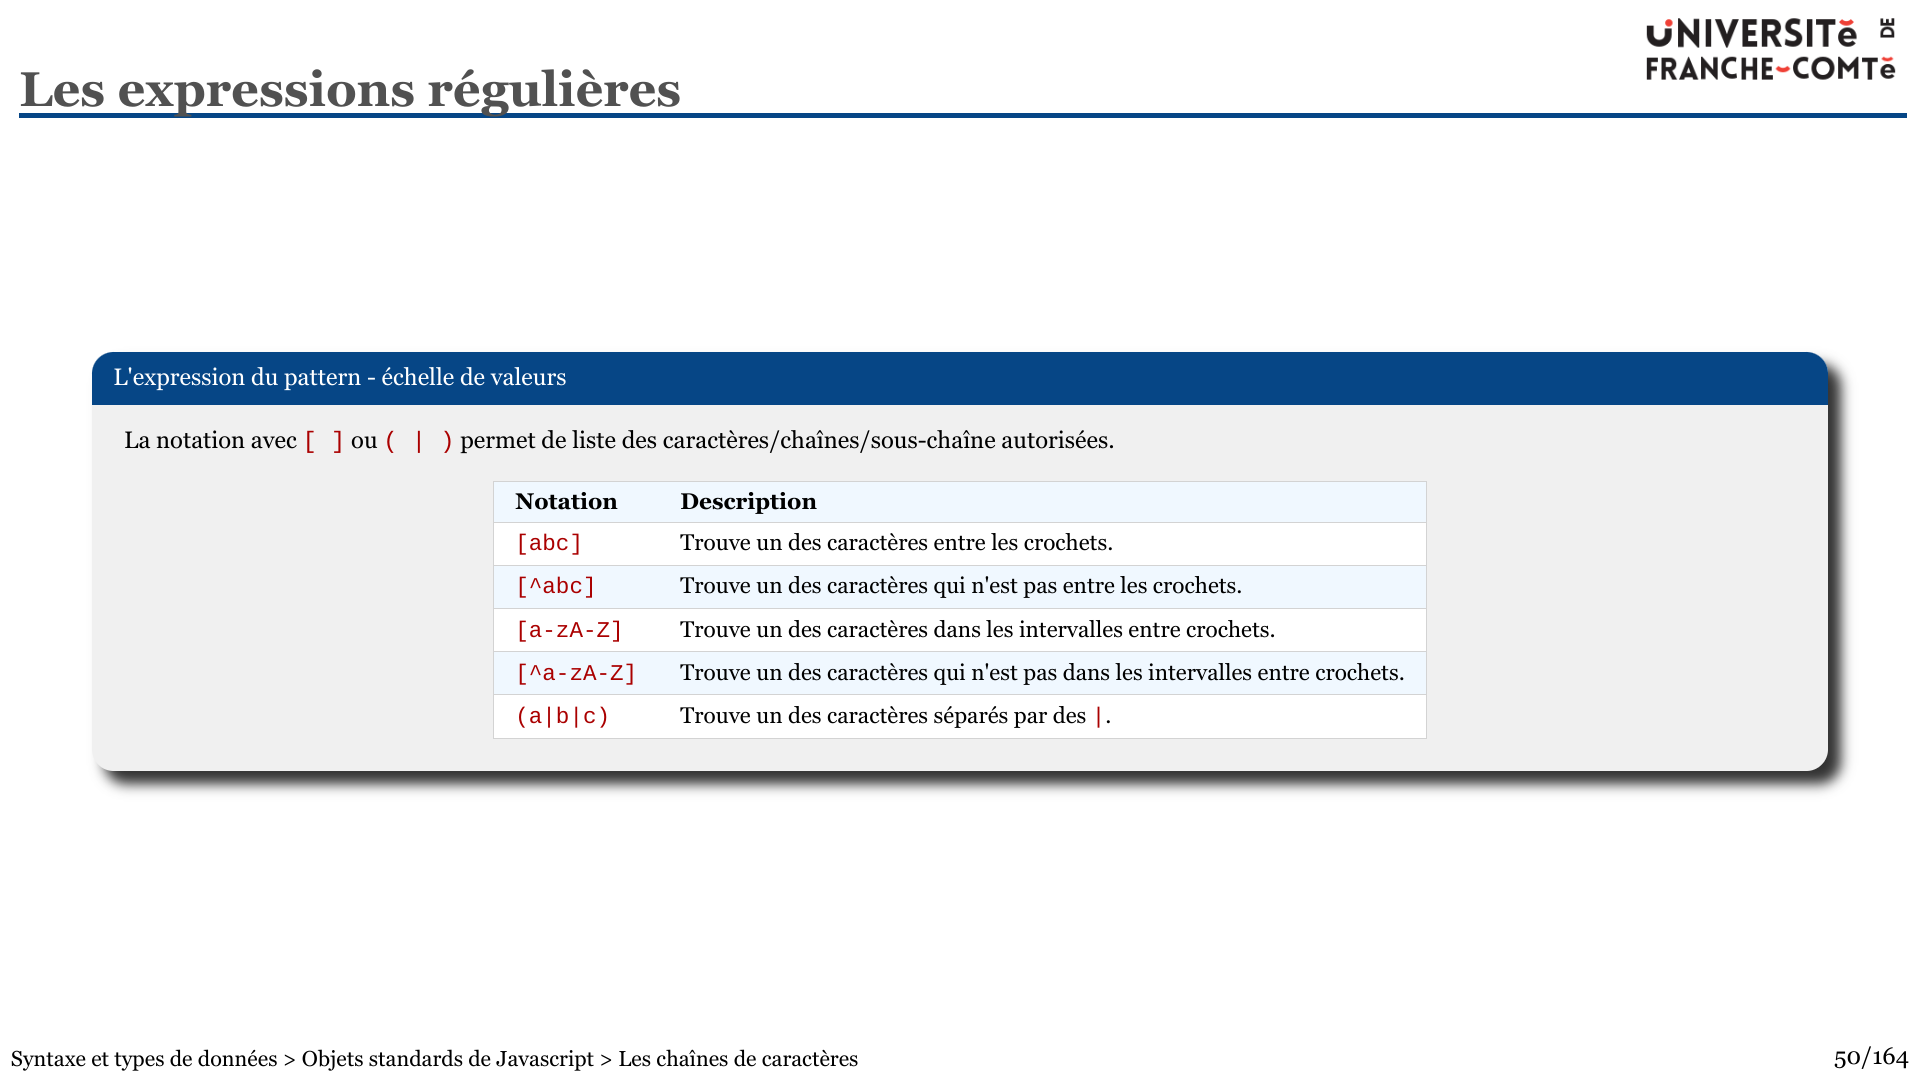 UNIVERSITé DE
FRANCHE-COMTé
Les expressions régulières
L'expression du pattern - échelle de valeurs
La notation avec [ ] ou ( | ) permet de liste des caractères/chaînes/sous-chaîne autorisées.
Notation Description
[abc] Trouve un des caractères entre les crochets.
[^abc] Trouve un des caractères qui n'est pas entre les crochets.
[a-zA-Z] Trouve un des caractères dans les intervalles entre crochets.
[^a-zA-Z] Trouve un des caractères qui n'est pas dans les intervalles entre crochets.
(a|b|c) Trouve un des caractères séparés par des |.
Syntaxe et types de données > Objets standards de Javascript > Les chaînes de caractères
50/164